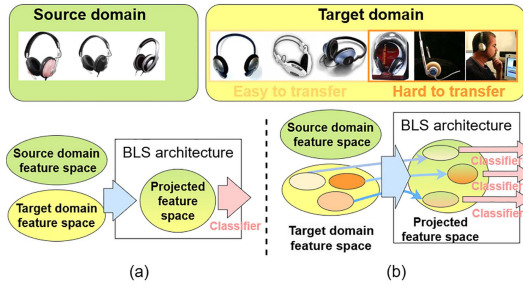 Source domain
Target domain
Easy to transfer
Hard to transfer
Source domain
feature space
Target domain
feature space
BLS architecture
Projected
feature
space
Classifier
(a)
Source domain
feature space
Target domain
feature space
BLS architecture
Classifier
Classifier
Classifier
Projected
feature space
(b)